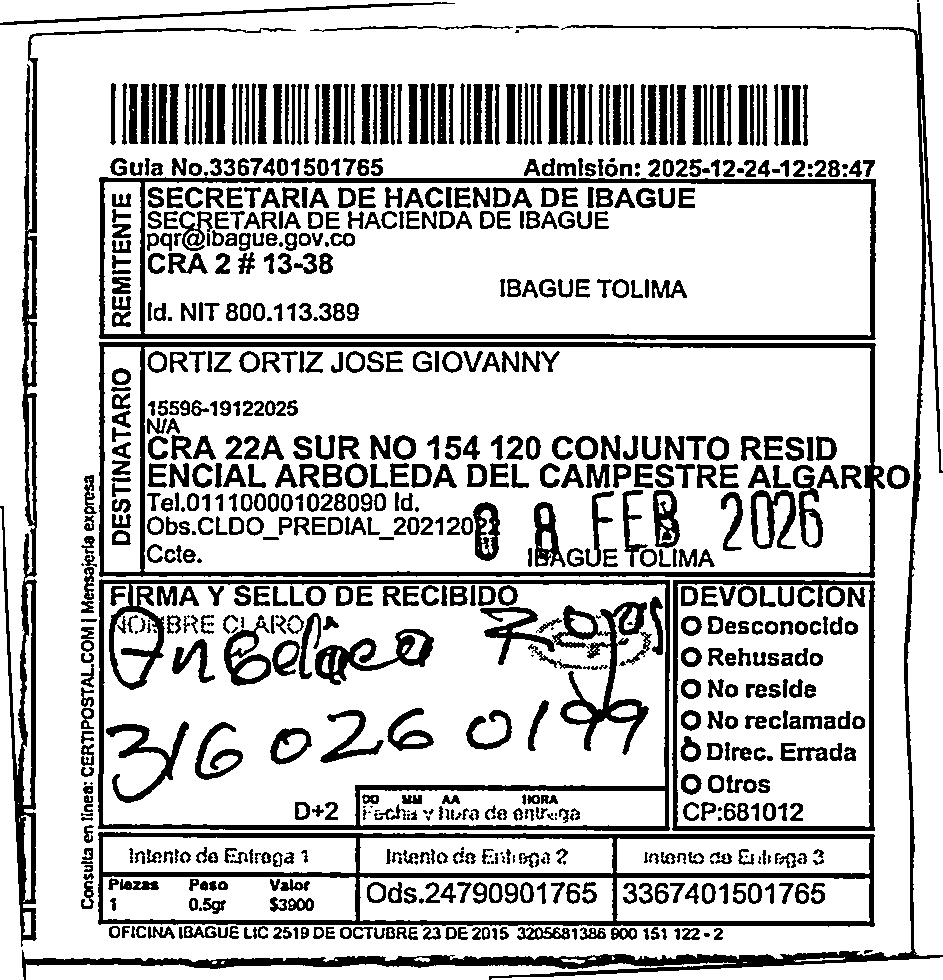 Guia No.3367401501765 Admisión: 2025-12-24-12:28:47
REMITENTE
SECRETARIA DE HACIENDA DE IBAGUE
SECRETARIA DE HACIENDA DE IBAGUE
pqr@ibague.gov.co
CRA 2 # 13-38
IBAGUE TOLIMA
Id. NIT 800.113.389
DESTINATARIO
ORTIZ ORTIZ JOSE GIOVANNY
15596-19122025
N/A
CRA 22A SUR NO 154 120 CONJUNTO RESID
ENCIAL ARBOLEDA DEL CAMPESTRE ALGARRO
Tel.011100001028090 Id.
Obs.CLDO_PREDIAL_20212022
08 FEB 2026
Ccte. IBAGUE TOLIMA
Consulta en línea: CERTIPOSTAL.COM | Mensajería expresa
FIRMA Y SELLO DE RECIBIDO
NOMBRE CLARO
Rojas
316 026 0199
D+2
DD MM AA HORA
Fecha y hora de entrega
DEVOLUCION
Desconocido
Rehusado
No reside
No reclamado
Direc. Errada
Otros
CP:681012
Intento de Entrega 1 Intento de Entrega 2 Intento de Entrega 3
Piezas Peso Valor
1 0.5gr $3900
Ods.24790901765 3367401501765
OFICINA IBAGUE LIC 2519 DE OCTUBRE 23 DE 2015 3205681386 900 151 122 - 2